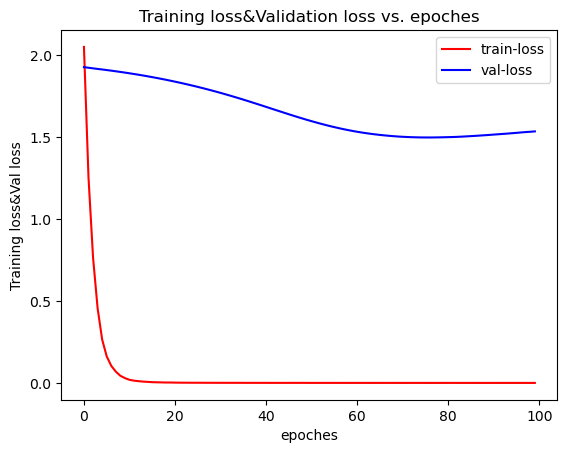 Training loss&Validation loss vs. epoches
train-loss
val-loss
Training loss&Val loss
2.0
1.5
1.0
0.5
0.0
0 20 40 60 80 100
epoches